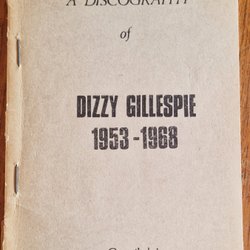 A DISCOGRAPHY
of
DIZZY GILLESPIE
1953-1968